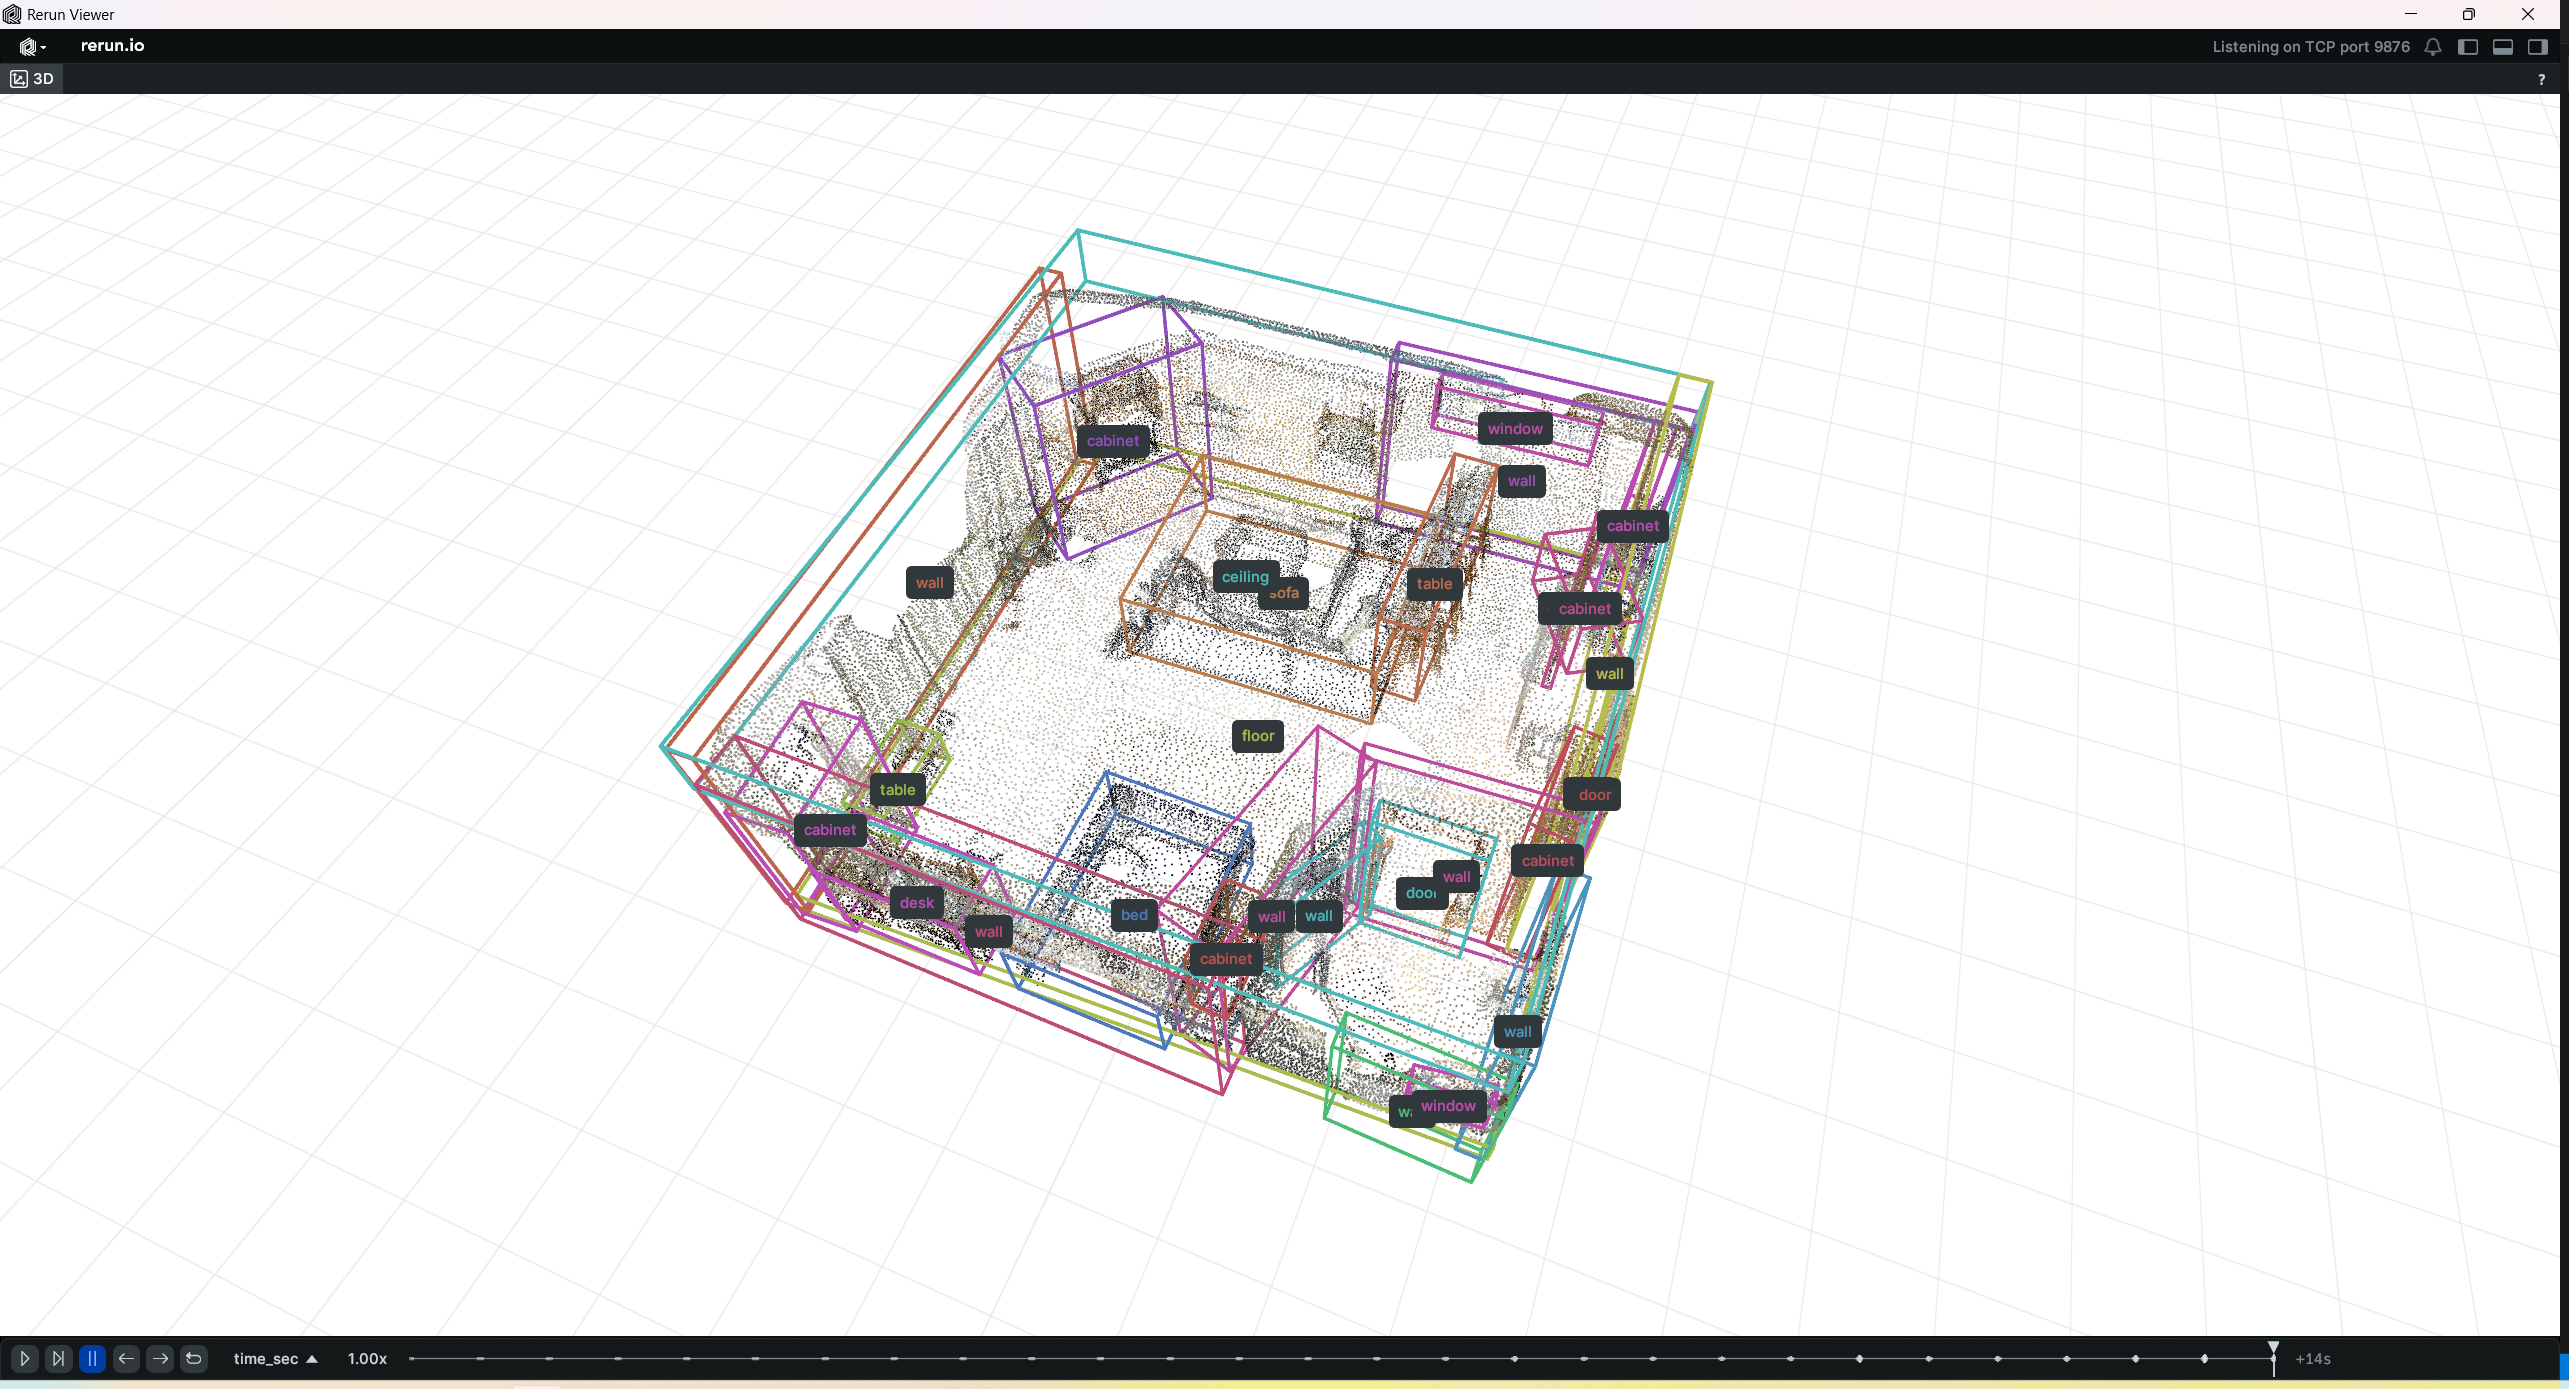 Rerun Viewer
rerun.io
Listening on TCP port 9876
3D
?
window
cabinet
wall
cabinet
ceiling
sofa
wall
table
cabinet
wall
floor
table
door
cabinet
cabinet
wall
door
desk
bed
wall
wall
wall
cabinet
wall
window
time_sec
1.00x
+14s